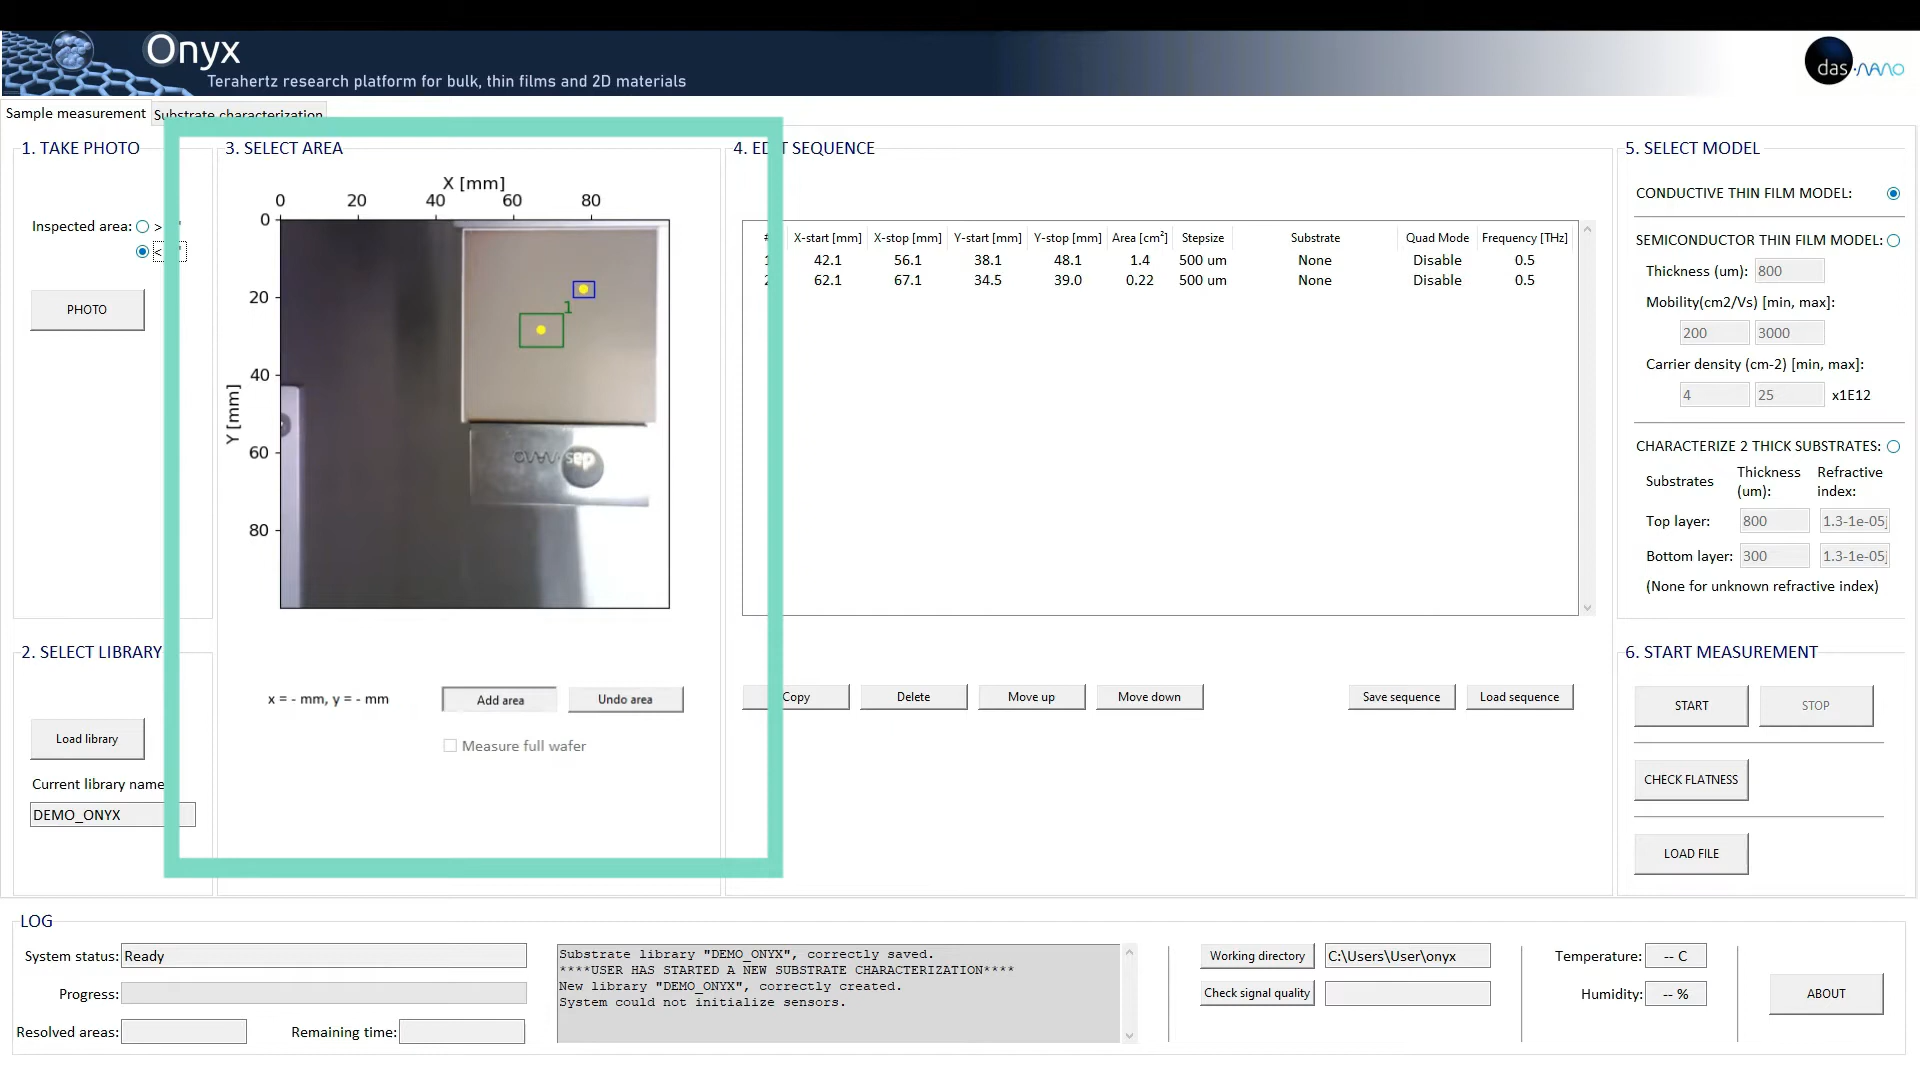 Onyx
Terahertz research platform for bulk, thin films and 2D materials
das-nano
Sample measurement
Substrate characterization
1. TAKE PHOTO
Inspected area:
>
<
PHOTO
2. SELECT LIBRARY
Load library
Current library name
DEMO_ONYX
3. SELECT AREA
X [mm]
0 20 40 60 80
Y [mm]
0
20
40
60
80
1
das-nano
x = - mm, y = - mm
Add area
Undo area
Measure full wafer
4. EDIT SEQUENCE
# X-start [mm] X-stop [mm] Y-start [mm] Y-stop [mm] Area [cm²] Stepsize Substrate Quad Mode Frequency [THz]
1 42.1 56.1 38.1 48.1 1.4 500 um None Disable 0.5
2 62.1 67.1 34.5 39.0 0.22 500 um None Disable 0.5
Copy
Delete
Move up
Move down
Save sequence
Load sequence
5. SELECT MODEL
CONDUCTIVE THIN FILM MODEL:
SEMICONDUCTOR THIN FILM MODEL:
Thickness (um): 800
Mobility(cm2/Vs) [min, max]:
200 3000
Carrier density (cm-2) [min, max]:
4 25 x1E12
CHARACTERIZE 2 THICK SUBSTRATES:
Substrates Thickness (um): Refractive index:
Top layer: 800 1.3-1e-05j
Bottom layer: 300 1.3-1e-05j
(None for unknown refractive index)
6. START MEASUREMENT
START
STOP
CHECK FLATNESS
LOAD FILE
LOG
System status: Ready
Progress:
Resolved areas:
Remaining time:
Substrate library "DEMO_ONYX", correctly saved.
****USER HAS STARTED A NEW SUBSTRATE CHARACTERIZATION****
New library "DEMO_ONYX", correctly created.
System could not initialize sensors.
Working directory C:\Users\User\onyx
Check signal quality
Temperature: -- C
Humidity: -- %
ABOUT